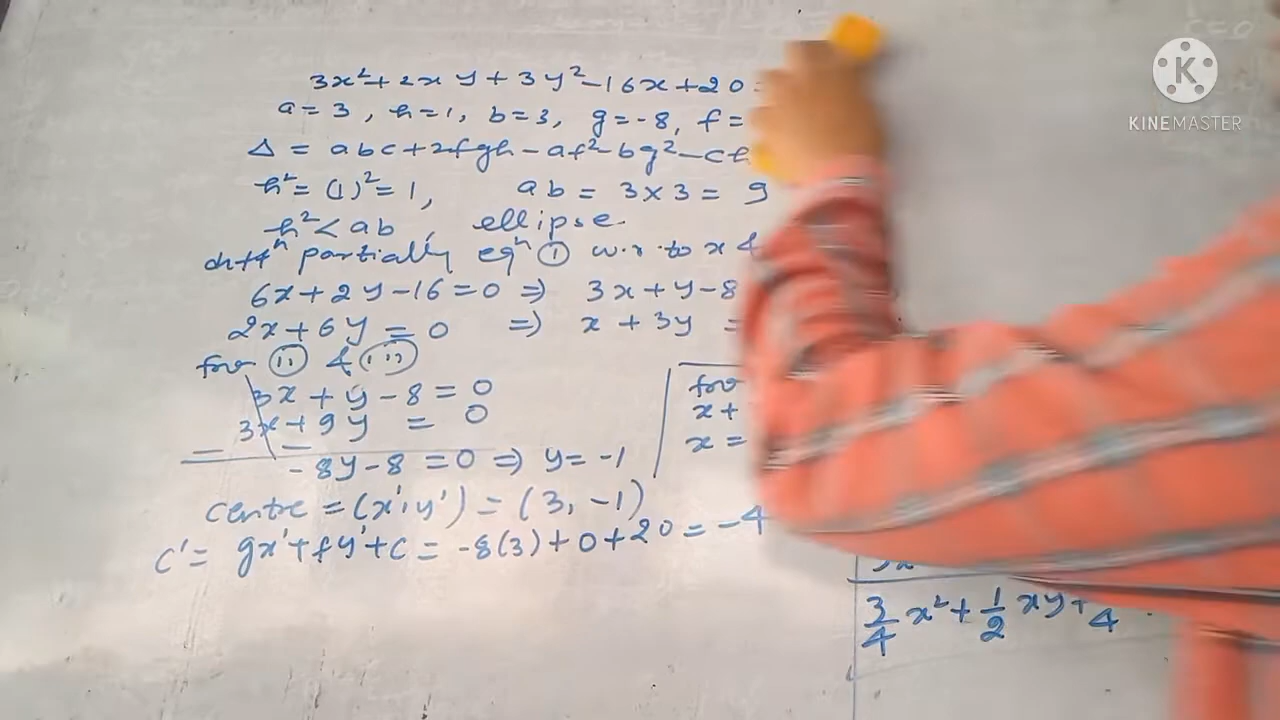 3x²+2xy+3y²-16x+20
a=3, h=1, b=3, g=-8, f=
Δ = abc+2fgh-af²-bg²-ch
h²=(1)²=1, ab = 3×3 = 9
h²<ab, ellipse.
diffⁿ partially eqⁿ ① w.r.to x &
6x+2y-16=0 ⇒ 3x+y-8
2x+6y=0 ⇒ x+3y =
for (ii) & (iii)
3x+y-8=0
3x+9y = 0
-8y-8=0 ⇒ y=-1
for
x+
x=
centre = (x',y') = (3,-1)
c' = gx'+fy'+c = -8(3)+0+20 = -4
3/4 x²+1/2 xy+ 4
C=0
KINEMASTER